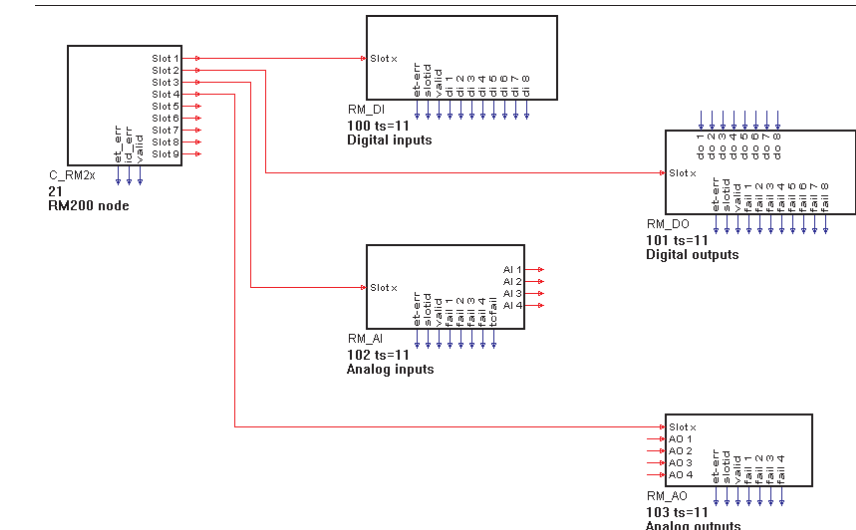 Slot 1
Slot 2
Slot 3
Slot 4
Slot 5
Slot 6
Slot 7
Slot 8
Slot 9
et_err
id_err
valid
C_RM2x
21
RM200 node
Slot x
et-err
slotid
valid
di 1
di 2
di 3
di 4
di 5
di 6
di 7
di 8
RM_DI
100 ts=11
Digital inputs
do 1
do 2
do 3
do 4
do 5
do 6
do 7
do 8
Slot x
et-err
slotid
valid
fail 1
fail 2
fail 3
fail 4
fail 5
fail 6
fail 7
fail 8
RM_DO
101 ts=11
Digital outputs
Slot x
AI 1
AI 2
AI 3
AI 4
et-err
slotid
valid
fail 1
fail 2
fail 3
fail 4
tcfail
RM_AI
102 ts=11
Analog inputs
Slot x
AO 1
AO 2
AO 3
AO 4
et-err
slotid
valid
fail 1
fail 2
fail 3
fail 4
RM_AO
103 ts=11
Analog outputs